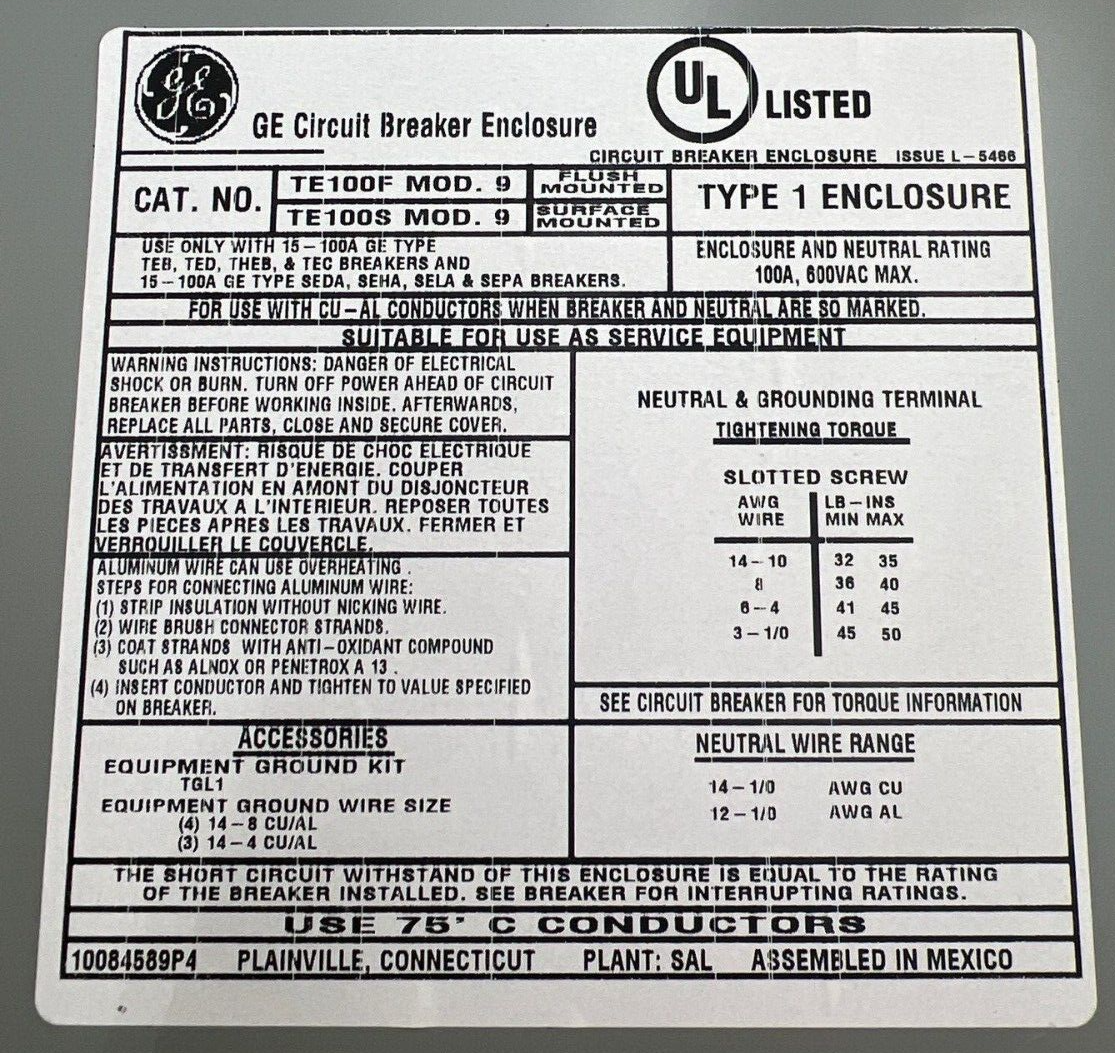 GE
GE Circuit Breaker Enclosure
UL LISTED
CIRCUIT BREAKER ENCLOSURE ISSUE L-5466
CAT. NO.
TE100F MOD. 9
FLUSH
MOUNTED
TE100S MOD. 9
SURFACE
MOUNTED
TYPE 1 ENCLOSURE
USE ONLY WITH 15-100A GE TYPE
TEB, TED, THEB, & TEC BREAKERS AND
15-100A GE TYPE SEDA, SEHA, SELA & SEPA BREAKERS.
ENCLOSURE AND NEUTRAL RATING
100A, 600VAC MAX.
FOR USE WITH CU-AL CONDUCTORS WHEN BREAKER AND NEUTRAL ARE SO MARKED.
SUITABLE FOR USE AS SERVICE EQUIPMENT
WARNING INSTRUCTIONS: DANGER OF ELECTRICAL
SHOCK OR BURN. TURN OFF POWER AHEAD OF CIRCUIT
BREAKER BEFORE WORKING INSIDE. AFTERWARDS,
REPLACE ALL PARTS, CLOSE AND SECURE COVER.
AVERTISSMENT: RISQUE DE CHOC ELECTRIQUE
ET DE TRANSFERT D'ENERGIE. COUPER
L'ALIMENTATION EN AMONT DU DISJONCTEUR
DES TRAVAUX A L'INTERIEUR. REPOSER TOUTES
LES PIECES APRES LES TRAVAUX. FERMER ET
VERROUILLER LE COUVERCLE.
ALUMINUM WIRE CAN USE OVERHEATING .
STEPS FOR CONNECTING ALUMINUM WIRE:
(1) STRIP INSULATION WITHOUT NICKING WIRE.
(2) WIRE BRUSH CONNECTOR STRANDS.
(3) COAT STRANDS WITH ANTI-OXIDANT COMPOUND
SUCH AS ALNOX OR PENETROX A 13 .
(4) INSERT CONDUCTOR AND TIGHTEN TO VALUE SPECIFIED
ON BREAKER.
NEUTRAL & GROUNDING TERMINAL
TIGHTENING TORQUE
SLOTTED SCREW
AWG LB-INS
WIRE MIN MAX
14-10 32 35
8 36 40
6-4 41 45
3-1/0 45 50
SEE CIRCUIT BREAKER FOR TORQUE INFORMATION
ACCESSORIES
EQUIPMENT GROUND KIT
TGL1
EQUIPMENT GROUND WIRE SIZE
(4) 14-8 CU/AL
(3) 14-4 CU/AL
NEUTRAL WIRE RANGE
14-1/0 AWG CU
12-1/0 AWG AL
THE SHORT CIRCUIT WITHSTAND OF THIS ENCLOSURE IS EQUAL TO THE RATING
OF THE BREAKER INSTALLED. SEE BREAKER FOR INTERRUPTING RATINGS.
USE 75' C CONDUCTORS
10084589P4 PLAINVILLE, CONNECTICUT PLANT: SAL ASSEMBLED IN MEXICO